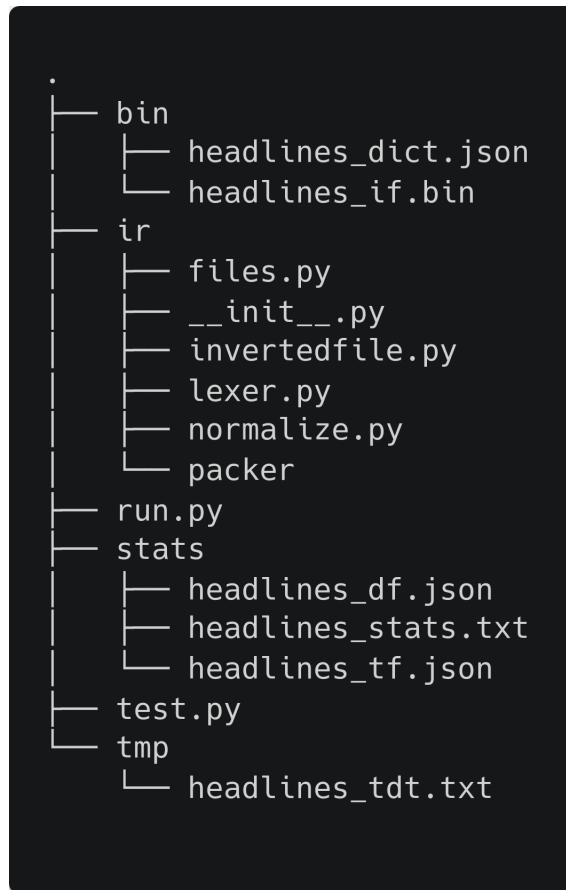 .
├── bin
│   ├── headlines_dict.json
│   └── headlines_if.bin
├── ir
│   ├── files.py
│   ├── __init__.py
│   ├── invertedfile.py
│   ├── lexer.py
│   ├── normalize.py
│   └── packer
├── run.py
├── stats
│   ├── headlines_df.json
│   ├── headlines_stats.txt
│   └── headlines_tf.json
├── test.py
└── tmp
    └── headlines_tdt.txt